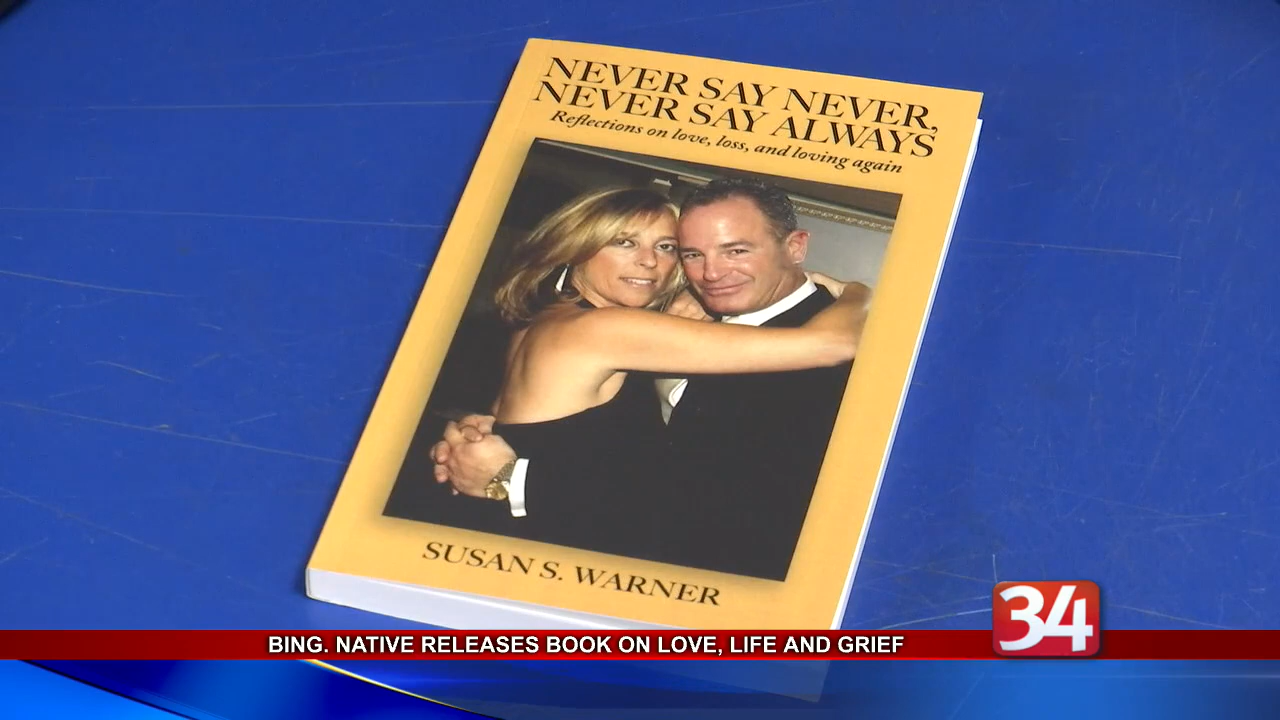 NEVER SAY NEVER,
NEVER SAY ALWAYS
Reflections on love, loss, and loving again
SUSAN S. WARNER
34
BING. NATIVE RELEASES BOOK ON LOVE, LIFE AND GRIEF